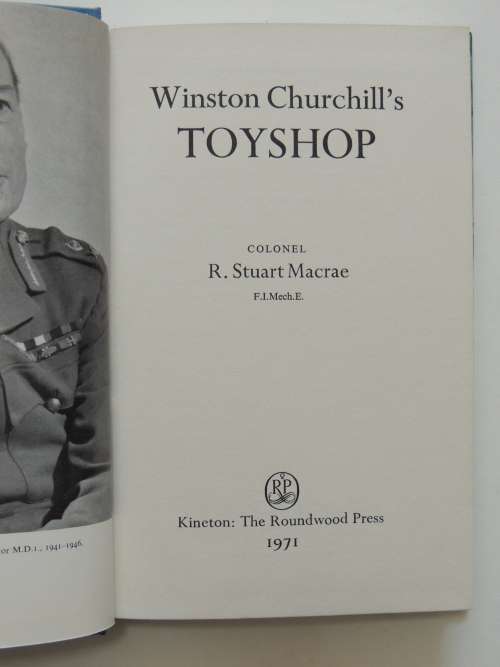 or M.D.1., 1941–1946.
Winston Churchill's
TOYSHOP
COLONEL
R. Stuart Macrae
F.I.Mech.E.
RP
Kineton: The Roundwood Press
1971